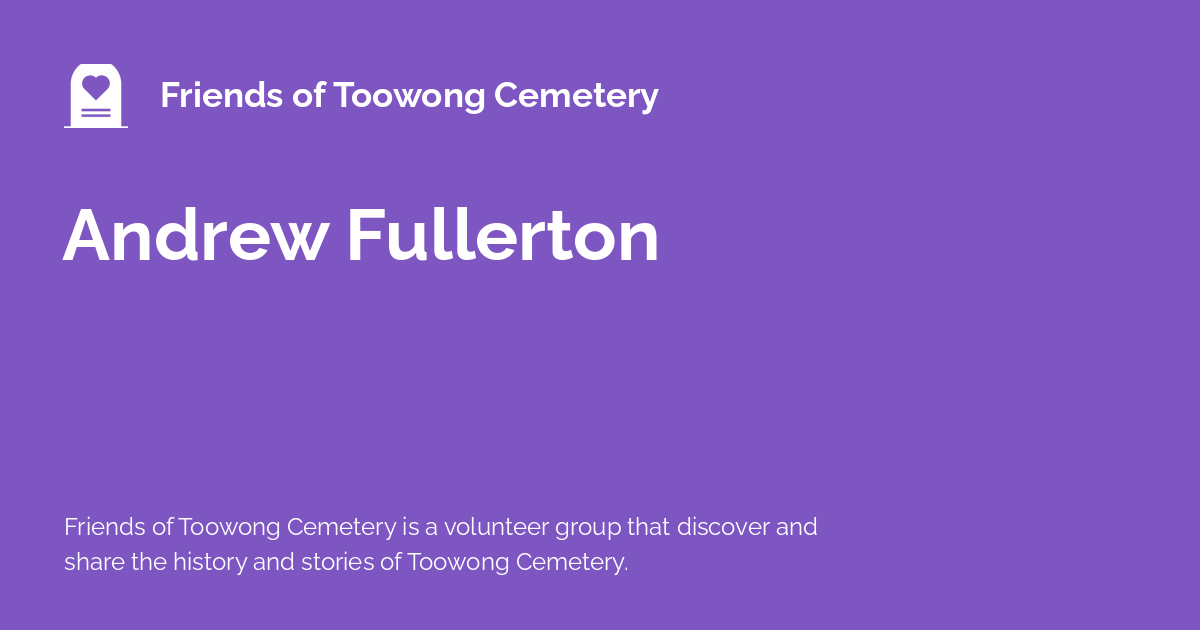 Friends of Toowong Cemetery
Andrew Fullerton
Friends of Toowong Cemetery is a volunteer group that discover and
share the history and stories of Toowong Cemetery.